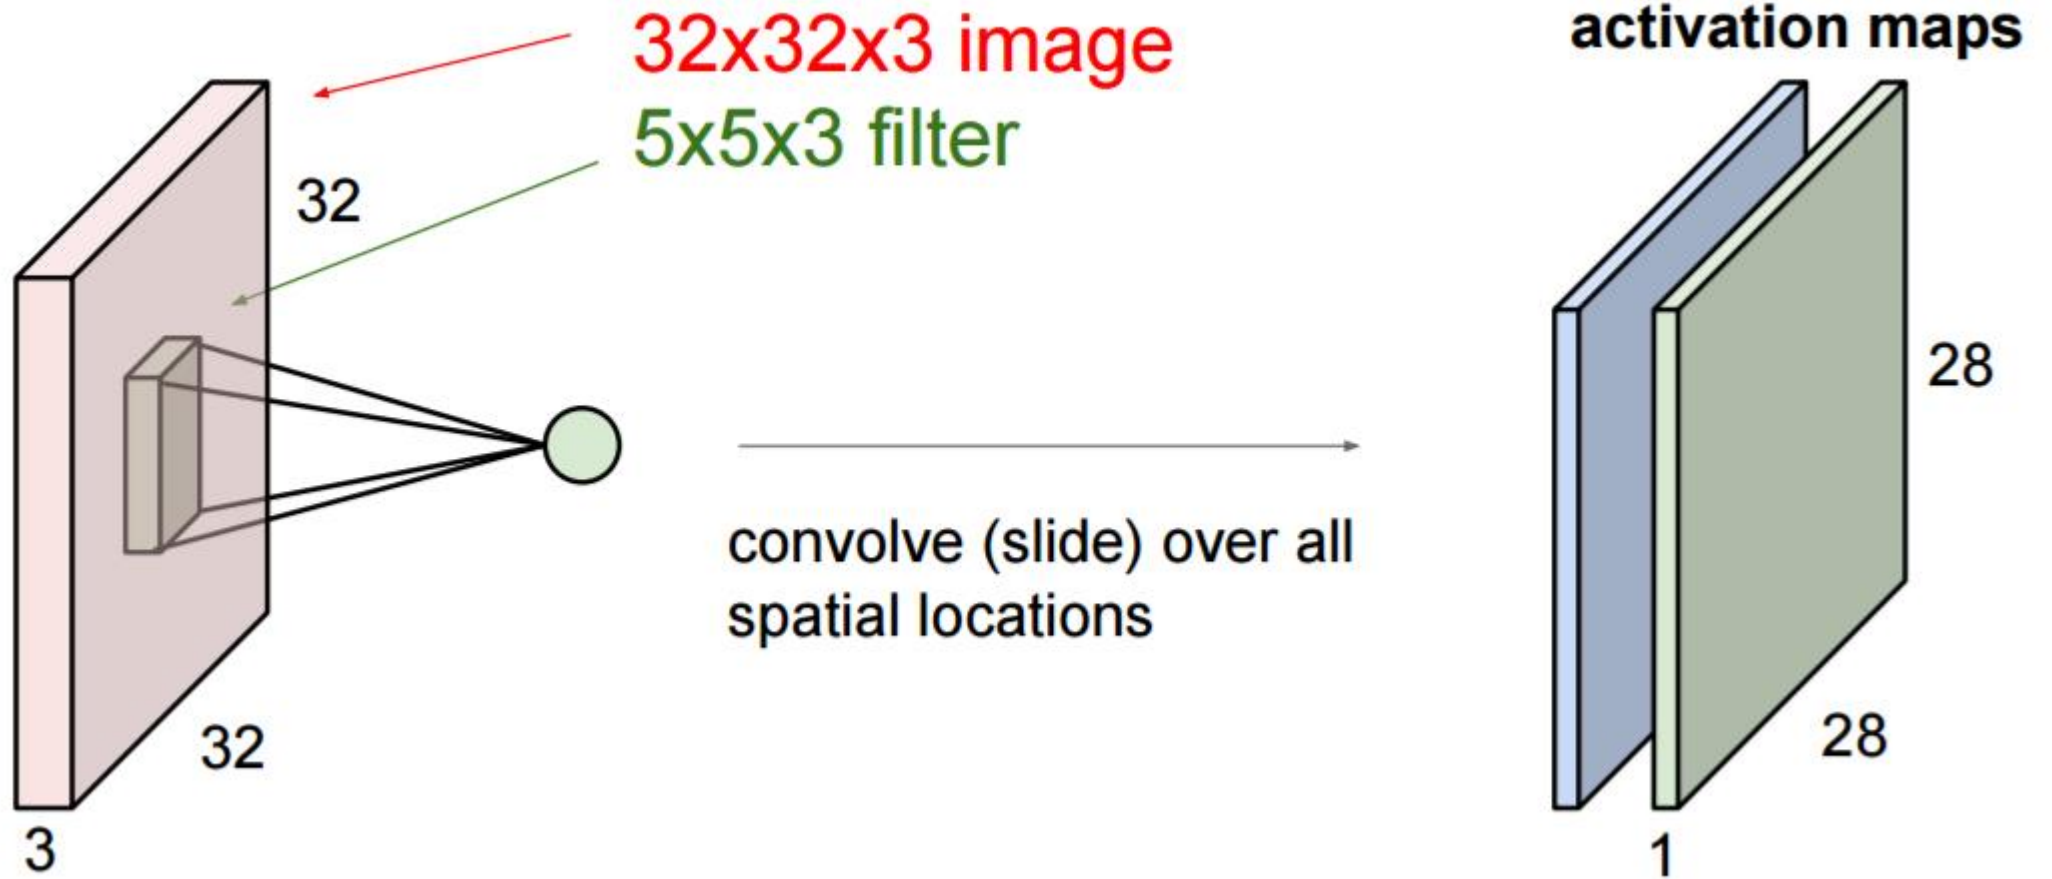 32x32x3 image
5x5x3 filter
32
32
3
convolve (slide) over all
spatial locations
activation maps
28
28
1